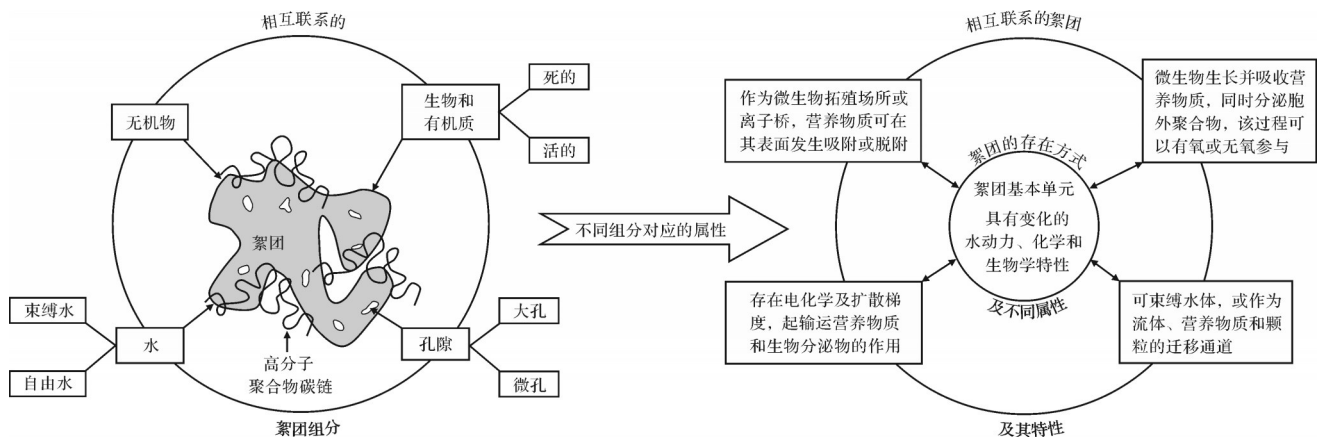 相互联系的
无机物
生物和
有机质
死的
活的
絮团
束缚水
水
自由水
高分子
聚合物碳链
孔隙
大孔
微孔
絮团组分
不同组分对应的属性
相互联系的絮团
作为微生物拓殖场所或
离子桥，营养物质可在
其表面发生吸附或脱附
微生物生长并吸收营
养物质，同时分泌胞
外聚合物，该过程可
以有氧或无氧参与
絮团的存在方式
絮团基本单元
具有变化的
水动力、化学和
生物学特性
及不同属性
存在电化学及扩散梯
度，起输运营养物质
和生物分泌物的作用
可束缚水体，或作为
流体、营养物质和颗
粒的迁移通道
及其特性